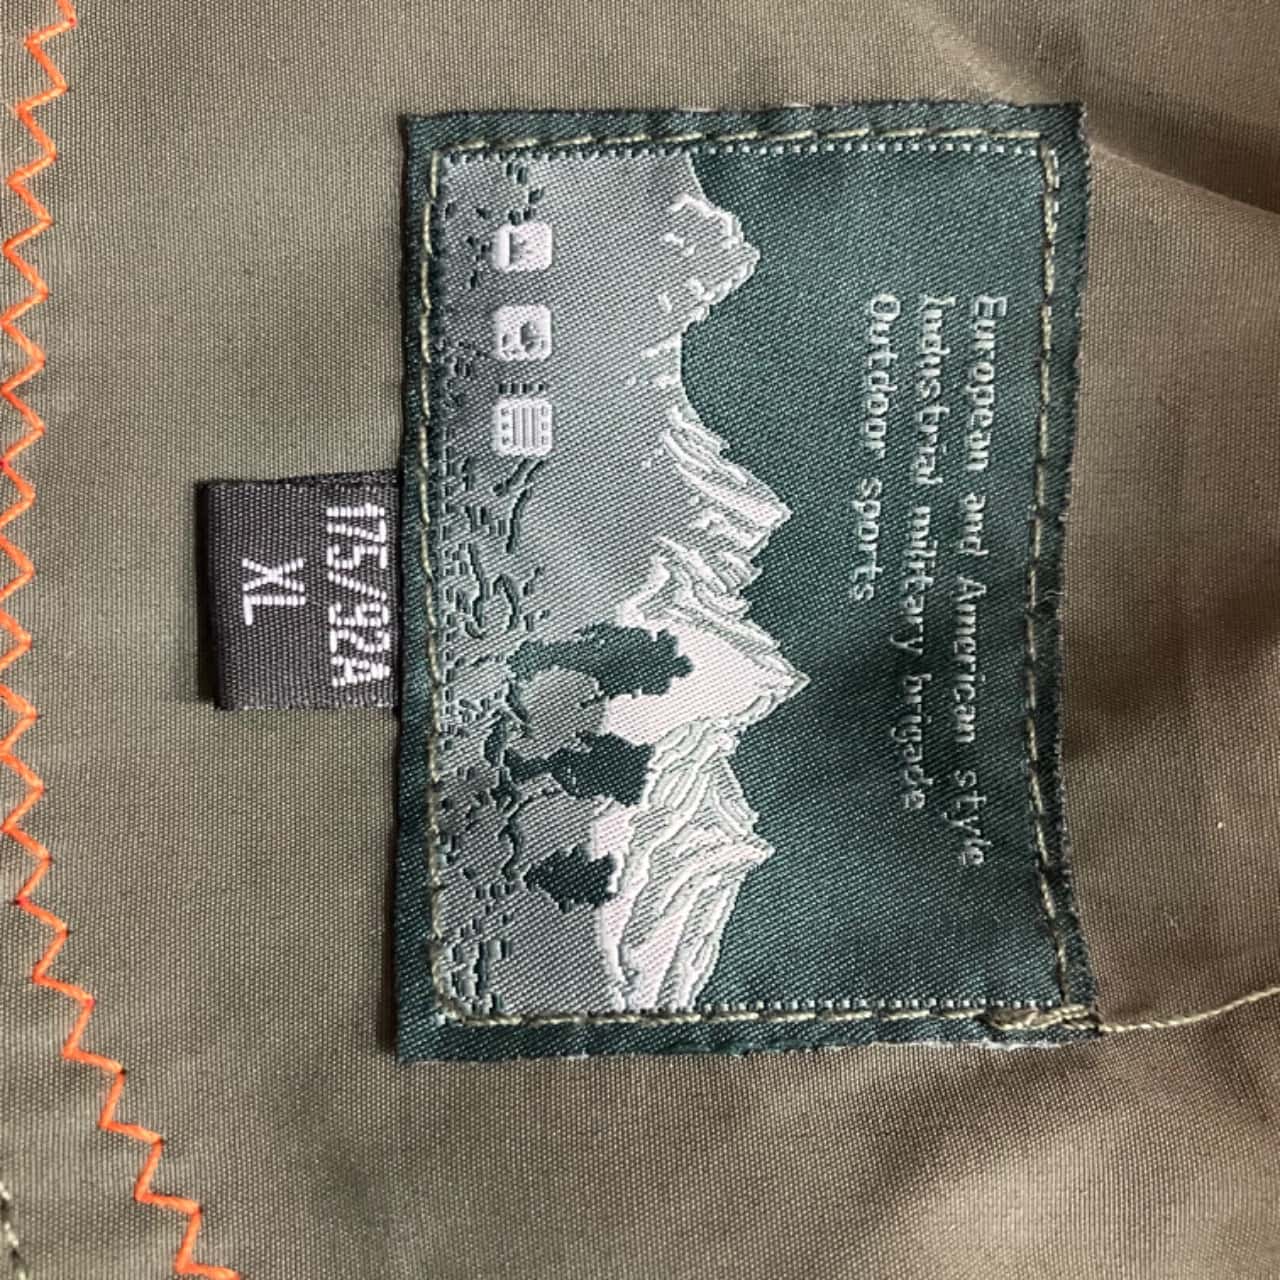 European and American style
Industrial military brigade
Outdoor sports
175/92A
XL